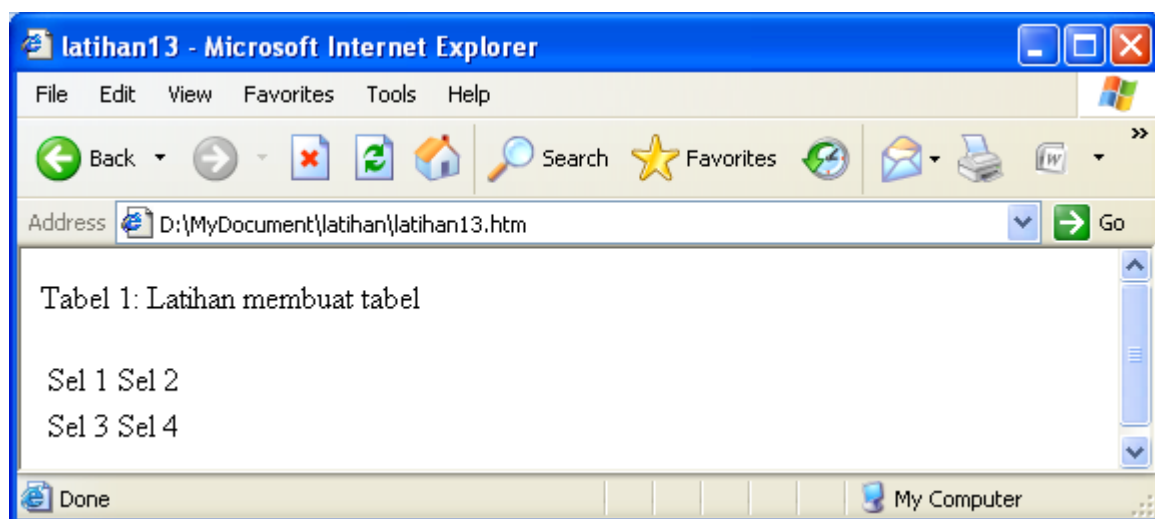 latihan13 - Microsoft Internet Explorer
File Edit View Favorites Tools Help
Back Search Favorites W »
Address D:\MyDocument\latihan\latihan13.htm Go
Tabel 1: Latihan membuat tabel
Sel 1 Sel 2
Sel 3 Sel 4
Done My Computer